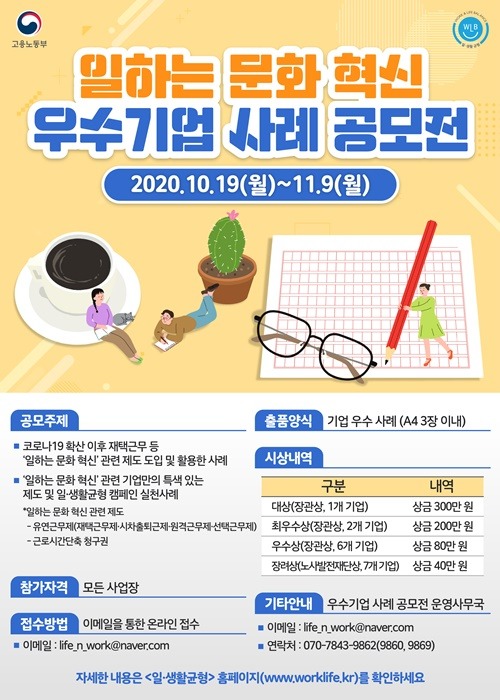 고용노동부
WLB
일하는 문화 혁신
우수기업 사례 공모전
2020.10.19(월)~11.9(월)
공모주제
코로나19 확산 이후 재택근무 등
'일하는 문화 혁신' 관련 제도 도입 및 활용한 사례
'일하는 문화 혁신' 관련 기업만의 특색 있는
제도 및 일·생활균형 캠페인 실천사례
*일하는 문화 혁신 관련 제도
- 유연근무제(재택근무제·시차출퇴근제·원격근무제·선택근무제)
- 근로시간단축 청구권
참가자격 모든 사업장
접수방법 이메일을 통한 온라인 접수
이메일 : life_n_work@naver.com
출품양식 기업 우수 사례 (A4 3장 이내)
시상내역
구분 내역
대상(장관상, 1개 기업) 상금 300만 원
최우수상(장관상, 2개 기업) 상금 200만 원
우수상(장관상, 6개 기업) 상금 80만 원
장려상(노사발전재단상, 7개 기업) 상금 40만 원
기타안내 우수기업 사례 공모전 운영사무국
이메일 : life_n_work@naver.com
연락처 : 070-7843-9862(9860, 9869)
자세한 내용은 <일·생활균형> 홈페이지(www.worklife.kr)를 확인하세요